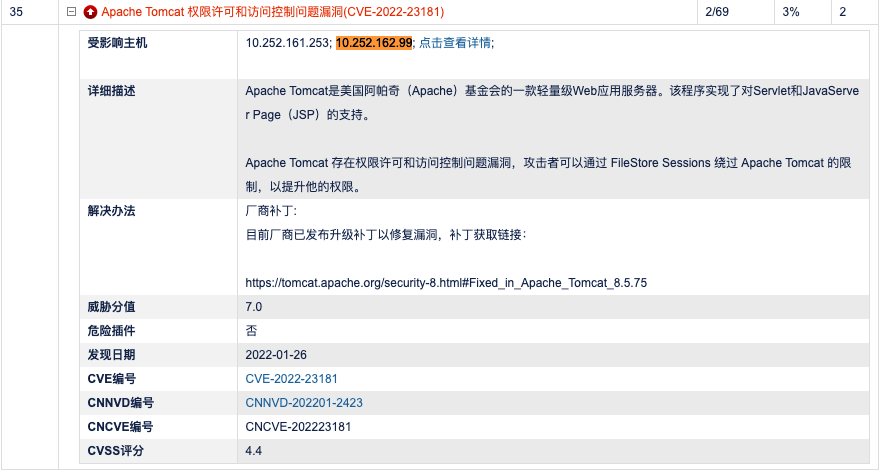 35 Apache Tomcat 权限许可和访问控制问题漏洞(CVE-2022-23181) 2/69 3% 2
受影响主机 10.252.161.253; 10.252.162.99; 点击查看详情;
详细描述 Apache Tomcat是美国阿帕奇（Apache）基金会的一款轻量级Web应用服务器。该程序实现了对Servlet和JavaServe
r Page（JSP）的支持。
Apache Tomcat 存在权限许可和访问控制问题漏洞，攻击者可以通过 FileStore Sessions 绕过 Apache Tomcat 的限
制，以提升他的权限。
解决办法 厂商补丁:
目前厂商已发布升级补丁以修复漏洞，补丁获取链接：
https://tomcat.apache.org/security-8.html#Fixed_in_Apache_Tomcat_8.5.75
威胁分值 7.0
危险插件 否
发现日期 2022-01-26
CVE编号 CVE-2022-23181
CNNVD编号 CNNVD-202201-2423
CNCVE编号 CNCVE-202223181
CVSS评分 4.4